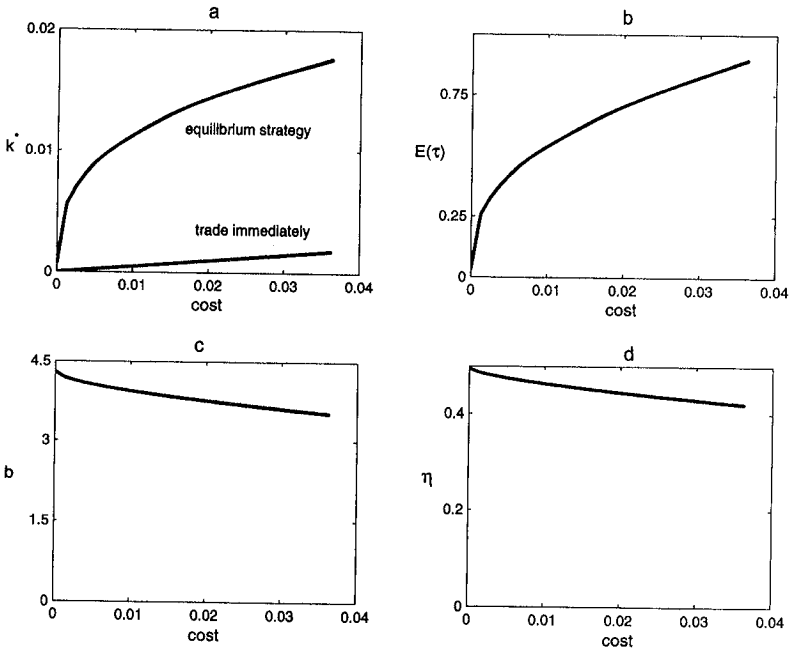 a
0.02
k* 0.01
equilibrium strategy
trade immediately
0
0 0.01 0.02 0.03 0.04
cost
b
0.75
E(τ)
0.25
0
0 0.01 0.02 0.03 0.04
cost
c
4.5
3
b
1.5
0
0 0.01 0.02 0.03 0.04
cost
d
0.4
η
0.2
0
0 0.01 0.02 0.03 0.04
cost